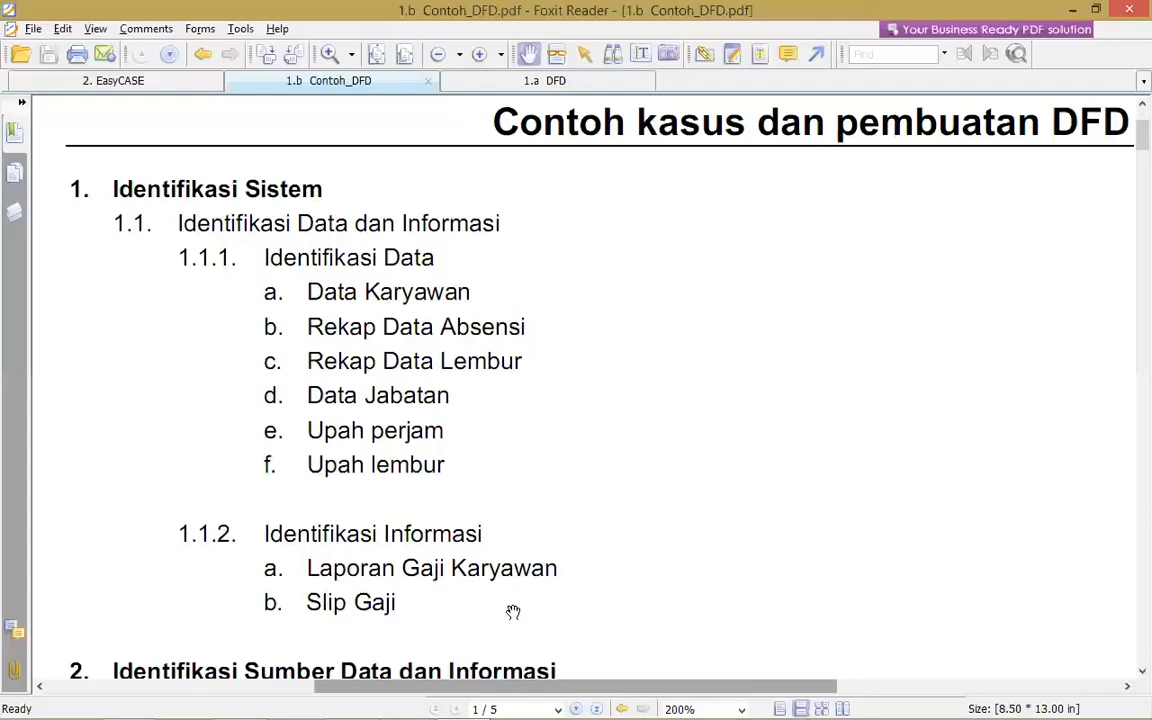 1.b Contoh_DFD.pdf - Foxit Reader - [1.b Contoh_DFD.pdf]
File Edit View Comments Forms Tools Help
Your Business Ready PDF solution
Find
2. EasyCASE 1.b Contoh_DFD 1.a DFD
Contoh kasus dan pembuatan DFD
1. Identifikasi Sistem
1.1. Identifikasi Data dan Informasi
1.1.1. Identifikasi Data
a. Data Karyawan
b. Rekap Data Absensi
c. Rekap Data Lembur
d. Data Jabatan
e. Upah perjam
f. Upah lembur
1.1.2. Identifikasi Informasi
a. Laporan Gaji Karyawan
b. Slip Gaji
2. Identifikasi Sumber Data dan Informasi
Ready 1 / 5 200% Size: [8.50 * 13.00 in]